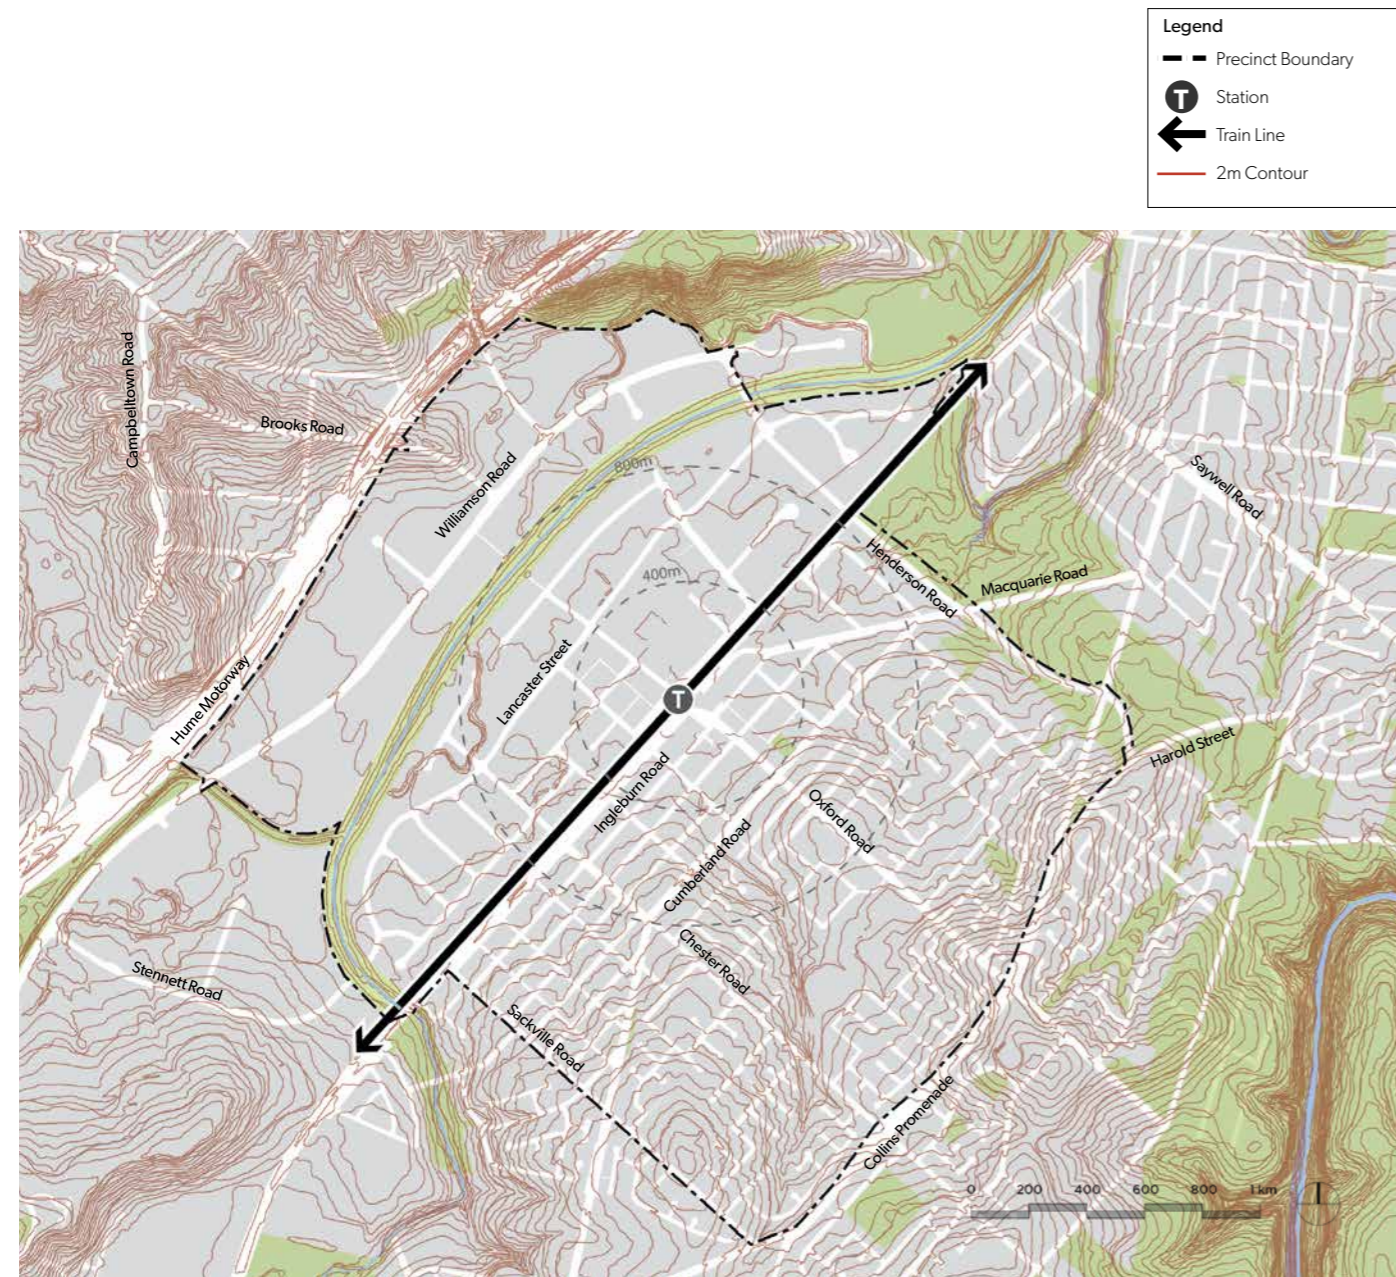 Legend
Precinct Boundary
T
Station
Train Line
2m Contour
Campbelltown Road
Brooks Road
Williamson Road
800m
Saywell Road
400m
Henderson Road
Macquarie Road
Lancaster Street
Hume Motorway
T
Harold Street
Ingleburn Road
Oxford Road
Cumberland Road
Chester Road
Stennett Road
Sackville Road
Collins Promenade
0 200 400 600 800 1 km